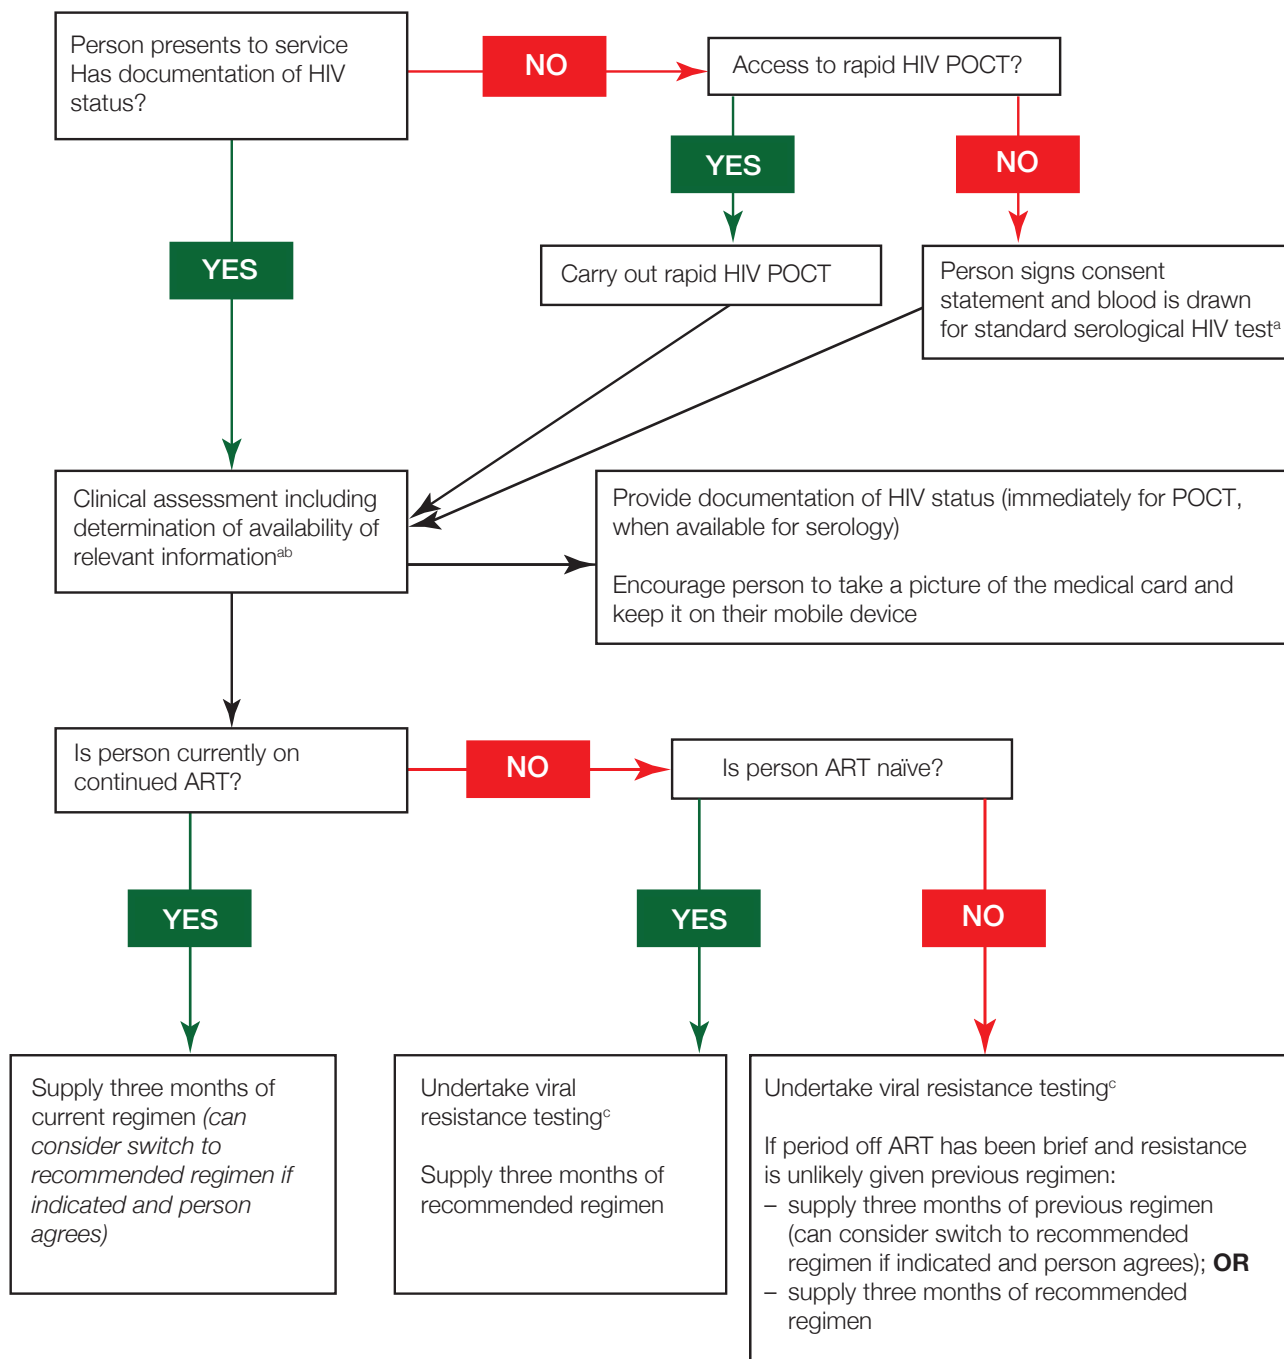 Person presents to service
Has documentation of HIV
status?
NO
Access to rapid HIV POCT?
YES
NO
YES
Carry out rapid HIV POCT
Person signs consent
statement and blood is drawn
for standard serological HIV testᵃ
Clinical assessment including
determination of availability of
relevant informationᵃᵇ
Provide documentation of HIV status (immediately for POCT,
when available for serology)
Encourage person to take a picture of the medical card and
keep it on their mobile device
Is person currently on
continued ART?
NO
Is person ART naïve?
YES
YES
NO
Supply three months of
current regimen (can
consider switch to
recommended regimen if
indicated and person
agrees)
Undertake viral
resistance testingᶜ
Supply three months of
recommended regimen
Undertake viral resistance testingᶜ
If period off ART has been brief and resistance
is unlikely given previous regimen:
– supply three months of previous regimen
(can consider switch to recommended
regimen if indicated and person agrees); OR
– supply three months of recommended
regimen